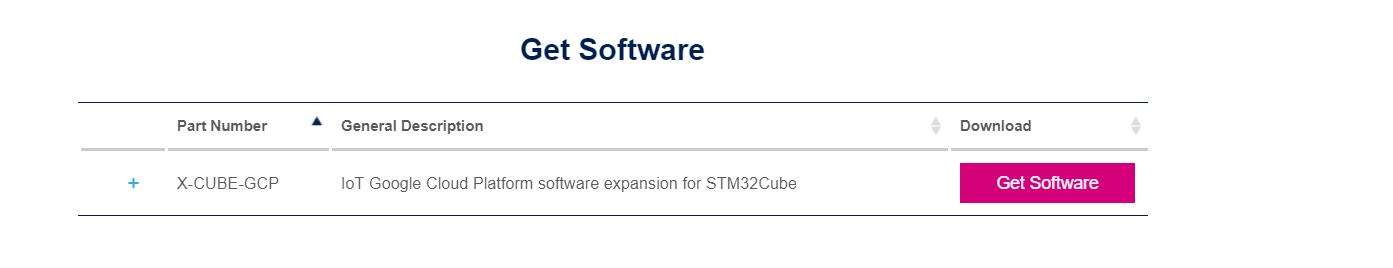 Get Software
Part Number General Description Download
+ X-CUBE-GCP IoT Google Cloud Platform software expansion for STM32Cube Get Software